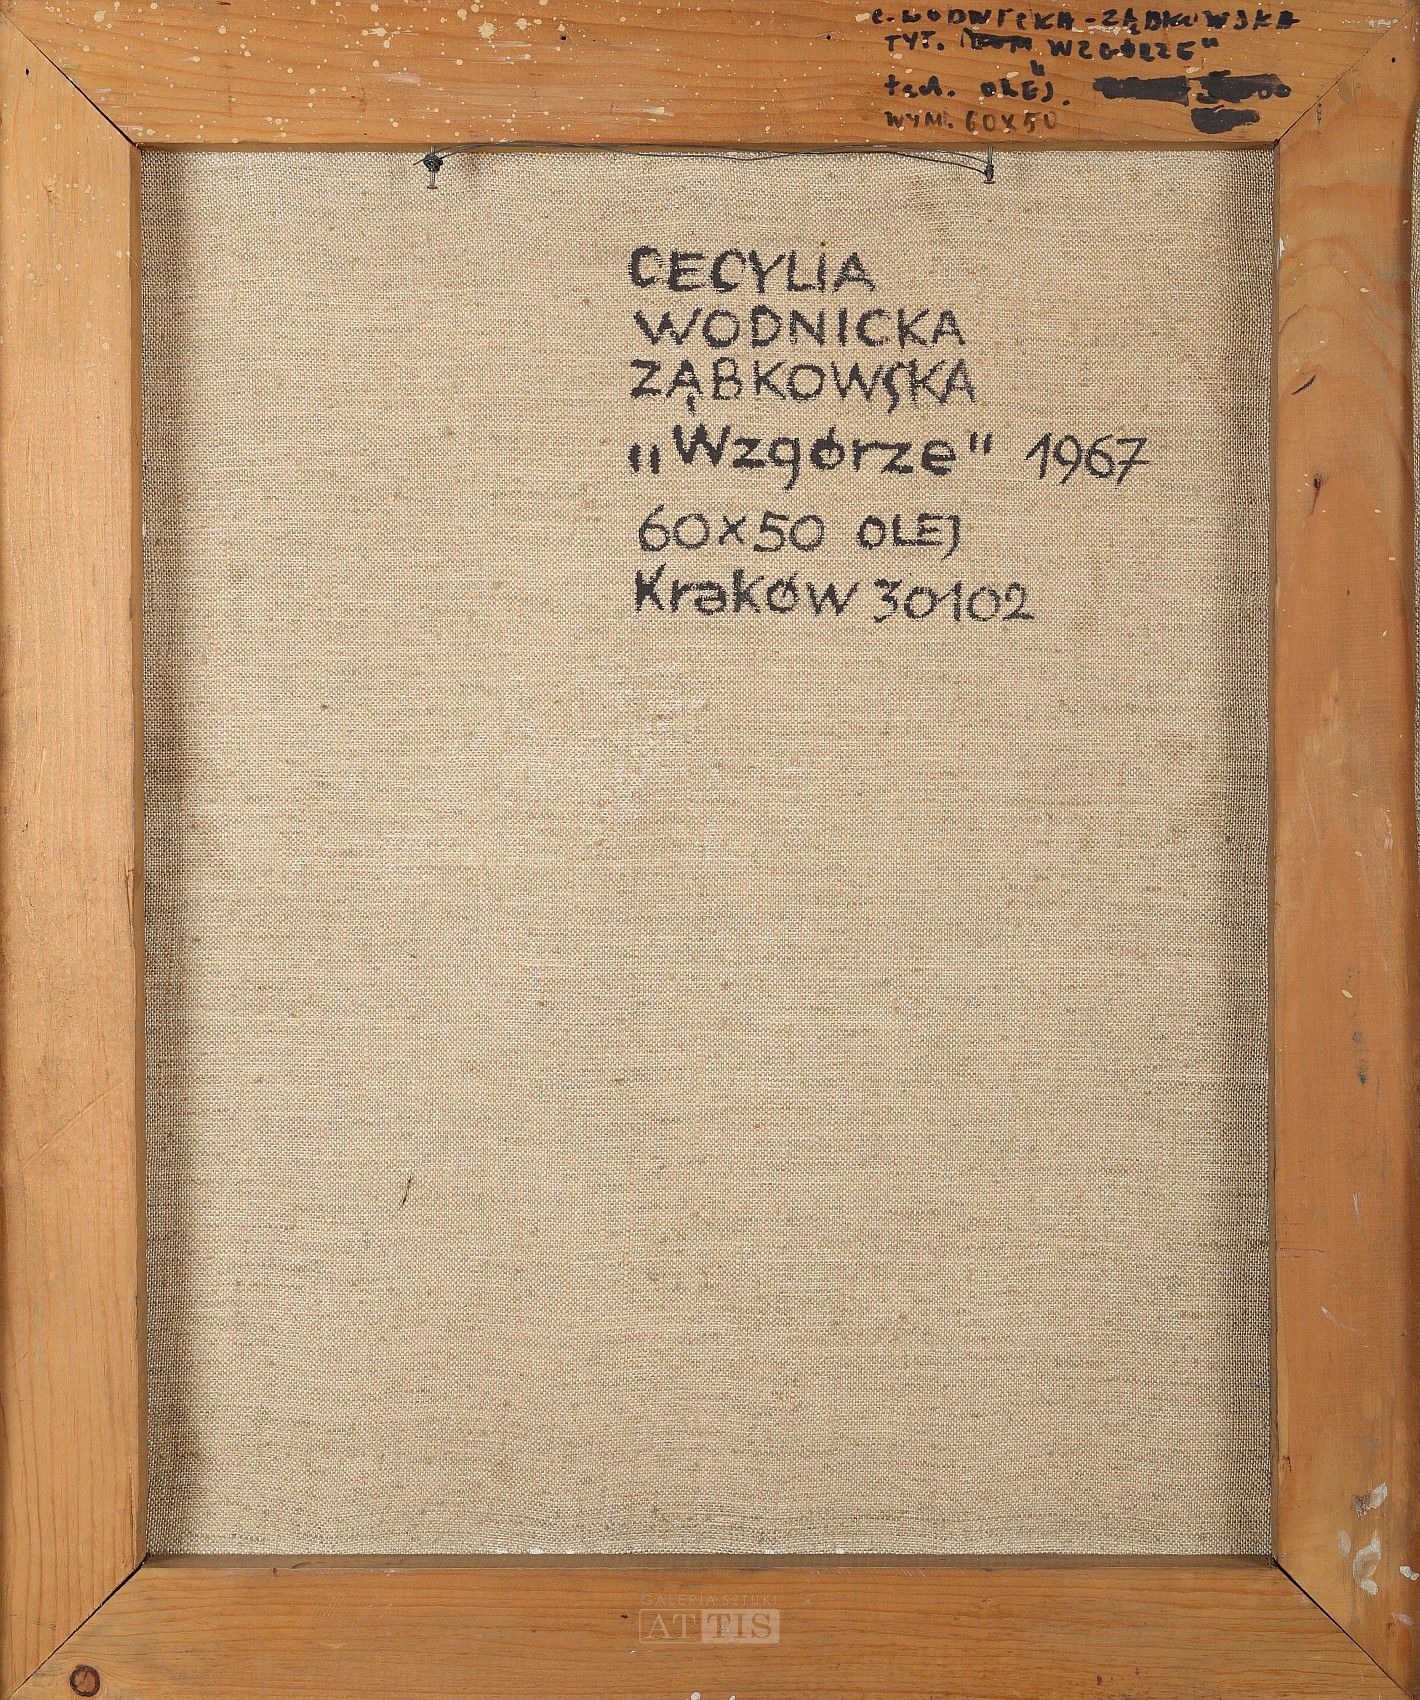 C. WODNICKA-ZĄBKOWSKA
TYT. „WZGÓRZE"
tech. OLEJ.
WYM. 60X50
CECYLIA
WODNICKA
ZĄBKOWSKA
„Wzgórze" 1967
60x50 OLEJ
Kraków 30102
GALERIA SZTUKI
ATTIS